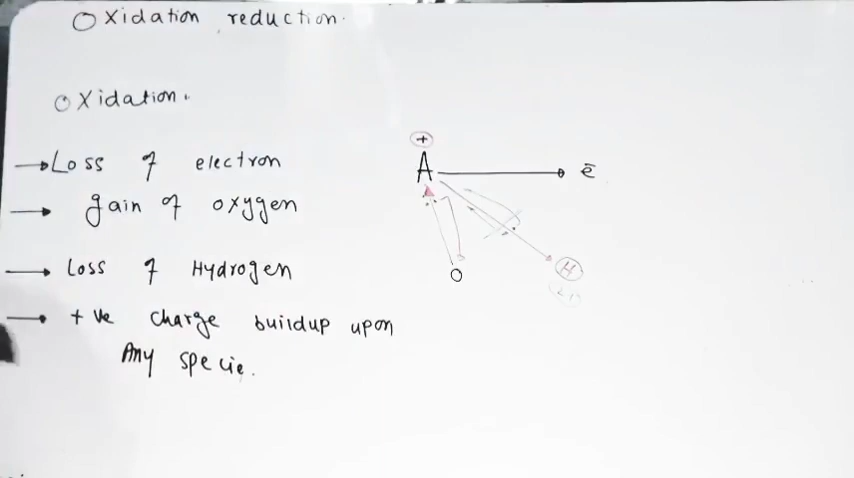 Oxidation reduction.
Oxidation.
→ Loss of electron
→ gain of oxygen
→ Loss of Hydrogen
→ +ve charge buildup upon
Any specie.
+
A → ē
H
O